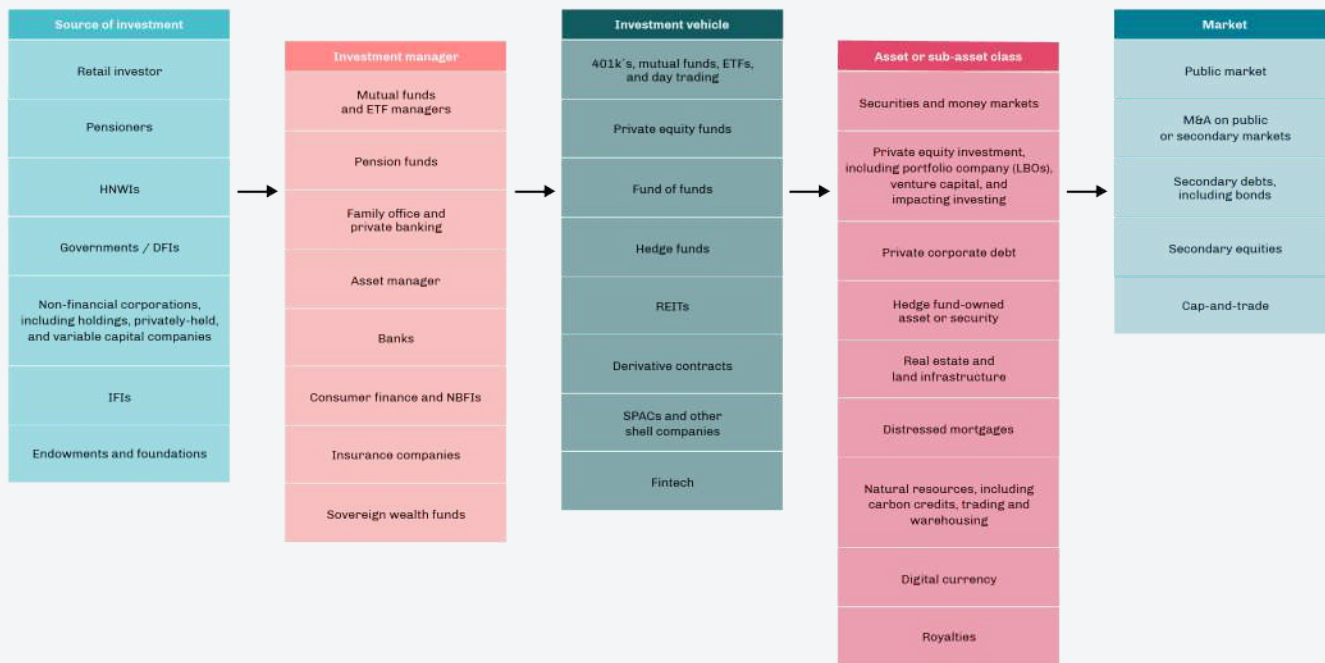 Source of investment
Retail investor
Pensioners
HNWIs
Governments / DFIs
Non-financial corporations,
including holdings, privately-held,
and variable capital companies
IFIs
Endowments and foundations
Investment manager
Mutual funds
and ETF managers
Pension funds
Family office and
private banking
Asset manager
Banks
Consumer finance and NBFIs
Insurance companies
Sovereign wealth funds
Investment vehicle
401k´s, mutual funds, ETFs,
and day trading
Private equity funds
Fund of funds
Hedge funds
REITs
Derivative contracts
SPACs and other
shell companies
Fintech
Asset or sub-asset class
Securities and money markets
Private equity investment,
including portfolio company (LBOs),
venture capital, and
impacting investing
Private corporate debt
Hedge fund-owned
asset or security
Real estate and
land infrastructure
Distressed mortgages
Natural resources, including
carbon credits, trading and
warehousing
Digital currency
Royalties
Market
Public market
M&A on public
or secondary markets
Secondary debts,
including bonds
Secondary equities
Cap-and-trade